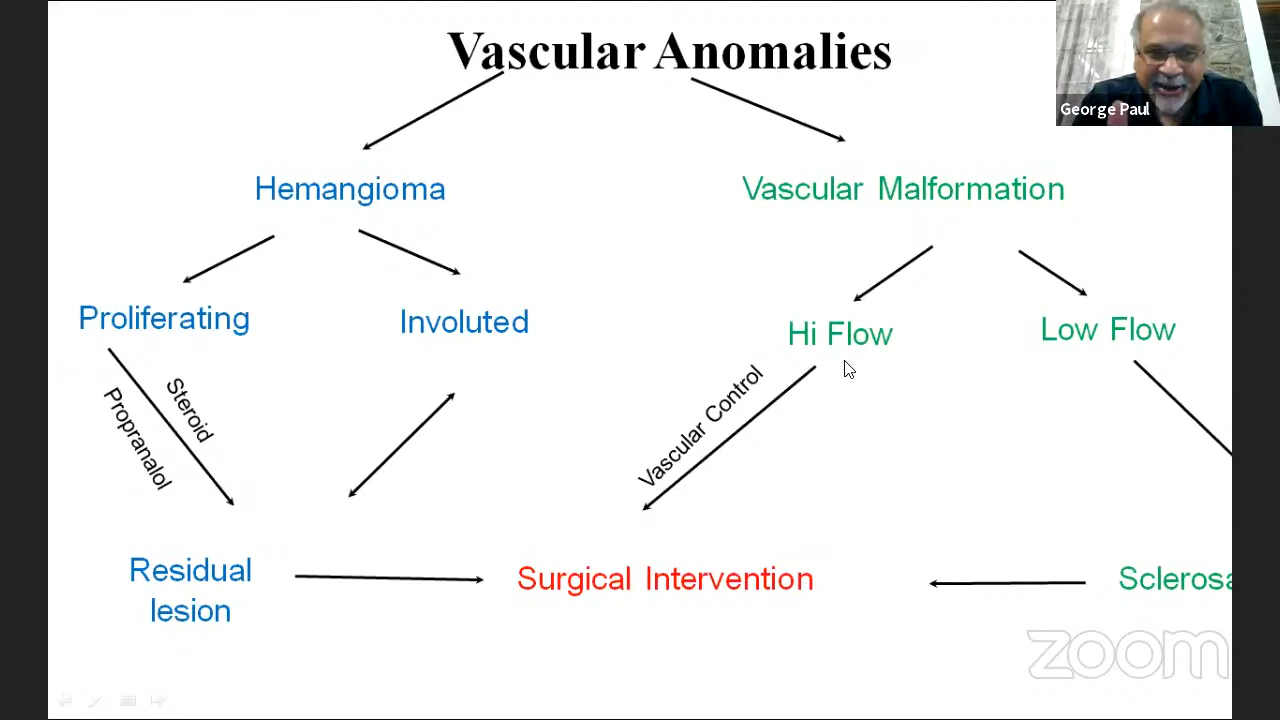 Vascular Anomalies
George Paul
Hemangioma
Vascular Malformation
Proliferating
Involuted
Hi Flow
Low Flow
Steroid
Propranalol
Vascular Control
Residual
lesion
Surgical Intervention
Sclerosa
zoom